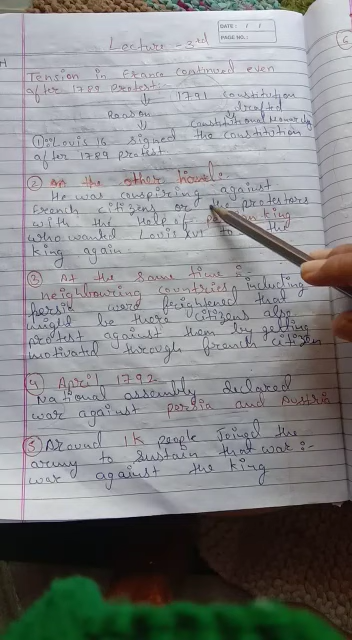 DATE: / /
PAGE NO.:
Lecture - 3rd
Tension in France continued even
after 1789 protest.
1791 constitution
Reason drafted
constitutional Monarchy
① Louis 16 signed the constitution
after 1789 protest
② At the other hand:-
He was conspiring against
French citizens or the protestors
with the help of king
who wanted Louis XVI to the
king again.
③ At the same time :-
neighbouring countries including
persia were frightened that
might be there citizens also
protest against them by getting
motivated through french citizen
④ April 1792
National assembly declared
war against persia and Austria
⑤ Around 1K people joined the
army to sustain that war :-
war against the king